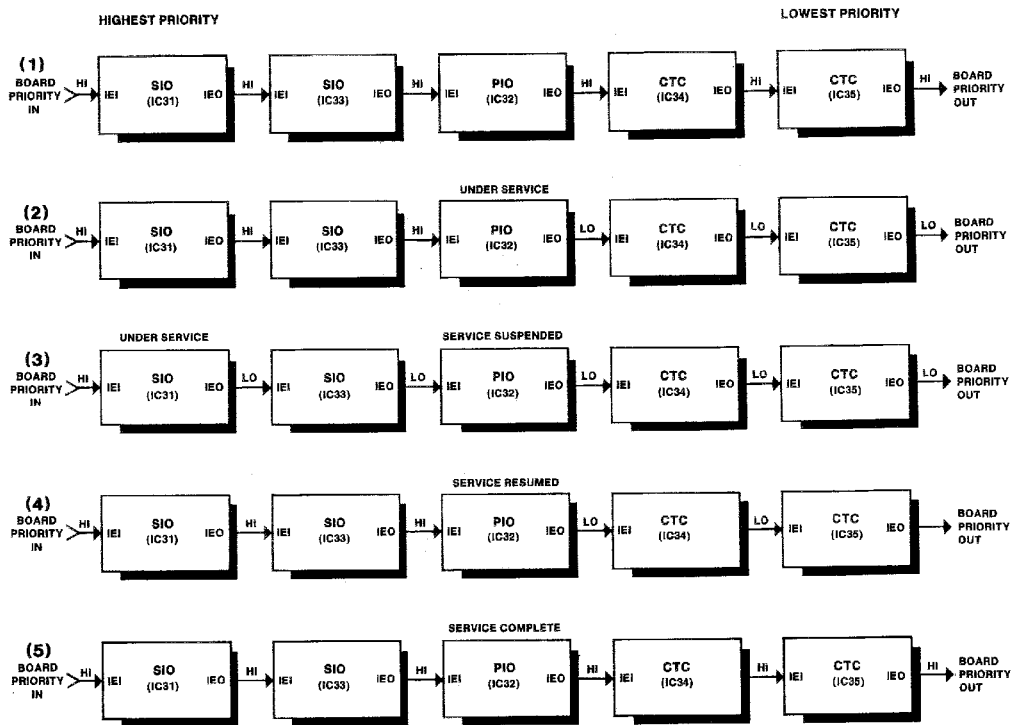 HIGHEST PRIORITY
LOWEST PRIORITY
(1)
BOARD
PRIORITY
IN
HI
IEI
SIO
(IC31)
IEO
HI
SIO
(IC33)
IEO
HI
IEI
PIO
(IC32)
IEO
HI
IEI
CTC
(IC34)
IEO
HI
IEI
CTC
(IC35)
IEO
HI
BOARD
PRIORITY
OUT
(2)
BOARD
PRIORITY
IN
HI
IEI
SIO
(IC31)
IEO
HI
IEI
SIO
(IC33)
IEO
HI
UNDER SERVICE
IEI
PIO
(IC32)
IEO
LO
IEI
CTC
(IC34)
IEO
LO
IEI
CTC
(IC35)
IEO
LO
BOARD
PRIORITY
OUT
(3)
BOARD
PRIORITY
IN
HI
UNDER SERVICE
IEI
SIO
(IC31)
IEO
LO
IEI
SIO
(IC33)
IEO
LO
SERVICE SUSPENDED
IEI
PIO
(IC32)
IEO
LO
IEI
CTC
(IC34)
IEO
LO
IEI
CTC
(IC35)
IEO
LO
BOARD
PRIORITY
OUT
(4)
BOARD
PRIORITY
IN
HI
IEI
SIO
(IC31)
IEO
HI
IEI
SIO
(IC33)
IEO
HI
SERVICE RESUMED
IEI
PIO
(IC32)
IEO
LO
IEI
CTC
(IC34)
IEO
LO
IEI
CTC
(IC35)
IEO
BOARD
PRIORITY
OUT
(5)
BOARD
PRIORITY
IN
HI
IEI
SIO
(IC31)
IEO
HI
IEI
SIO
(IC33)
IEO
HI
SERVICE COMPLETE
IEI
PIO
(IC32)
IEO
HI
IEI
CTC
(IC34)
IEO
HI
IEI
CTC
(IC35)
IEO
HI
BOARD
PRIORITY
OUT